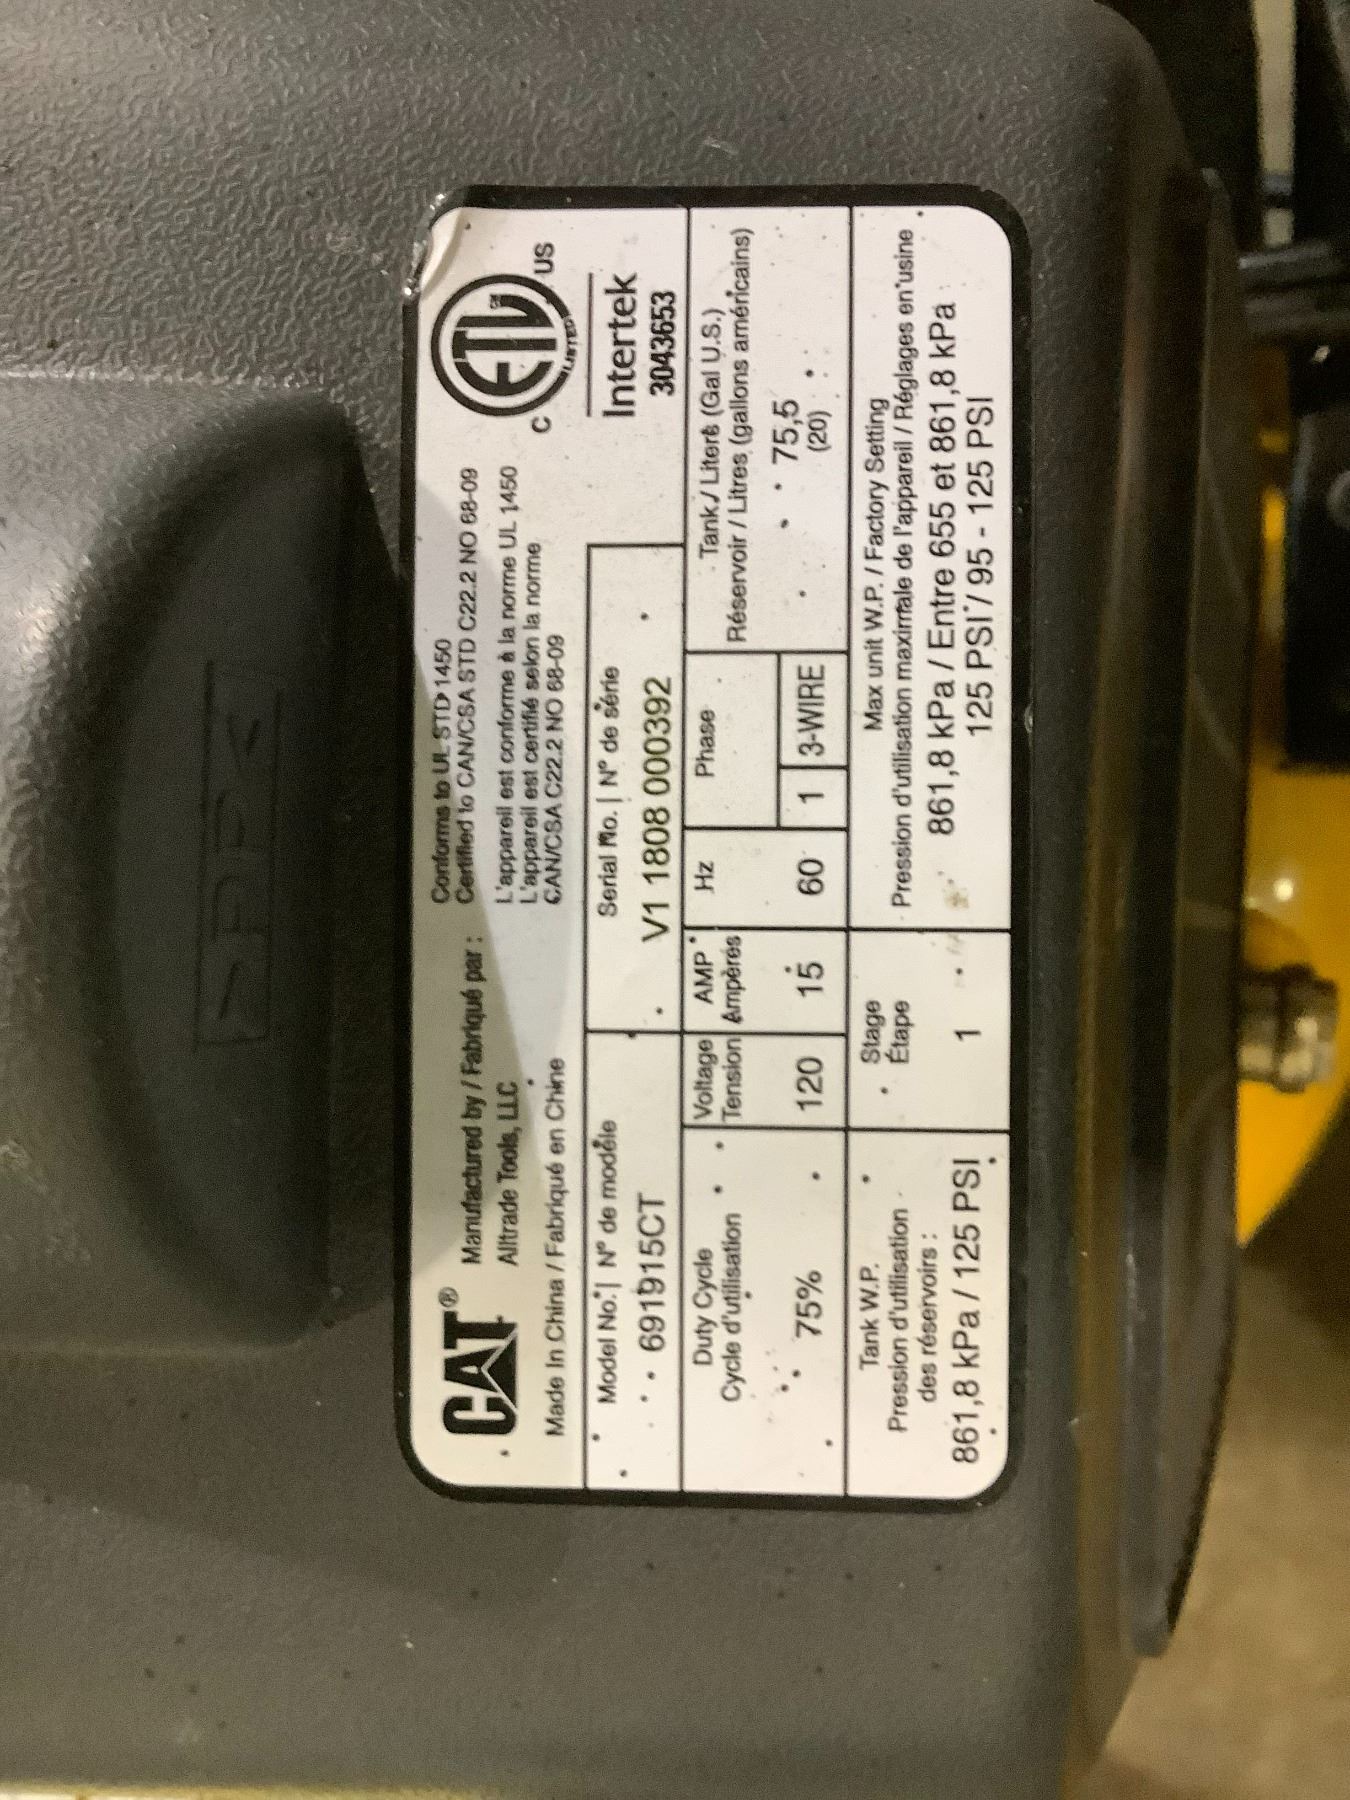 CAT®
Manufactured by / Fabriqué par :
Alltrade Tools, LLC
Made In China / Fabriqué en Chine
Conforms to UL STD 1450
Certified to CAN/CSA STD C22.2 NO 68-09
L'appareil est conforme à la norme UL 1450
L'appareil est certifié selon la norme
CAN/CSA C22.2 NO 68-09
ETL
C US
LISTED
Intertek
3043653
Model No. | N° de modèle
691915CT
Serial No. | N° de série
V1 1808 000392
Duty Cycle
Cycle d'utilisation
75%
Voltage
Tension
120
AMP
Ampères
15
Hz
60
Phase
1 3-WIRE
Tank / Liters (Gal U.S.)
Réservoir / Litres (gallons américains)
75,5
(20)
Tank W.P.
Pression d'utilisation
des réservoirs :
861,8 kPa / 125 PSI
Stage
Étape
1
Max unit W.P. / Factory Setting
Pression d'utilisation maximale de l'appareil / Réglages en usine
861,8 kPa / Entre 655 et 861,8 kPa
125 PSI / 95 - 125 PSI